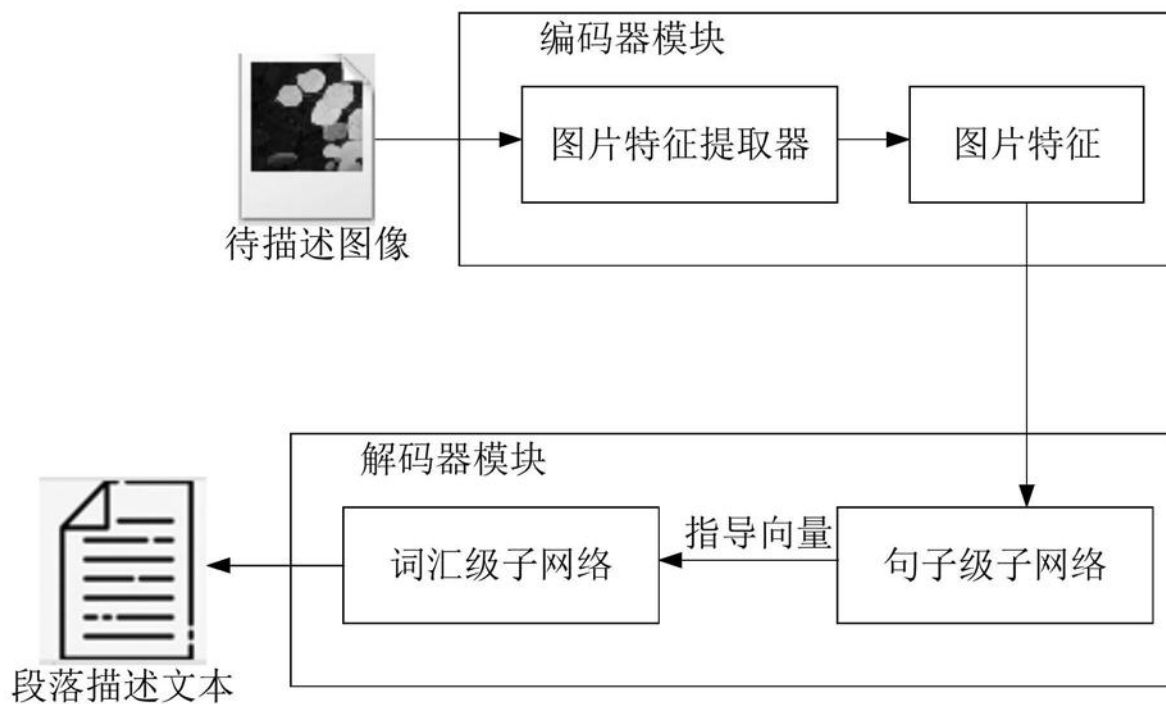 编码器模块
图片特征提取器
图片特征
待描述图像
解码器模块
词汇级子网络
指导向量
句子级子网络
段落描述文本